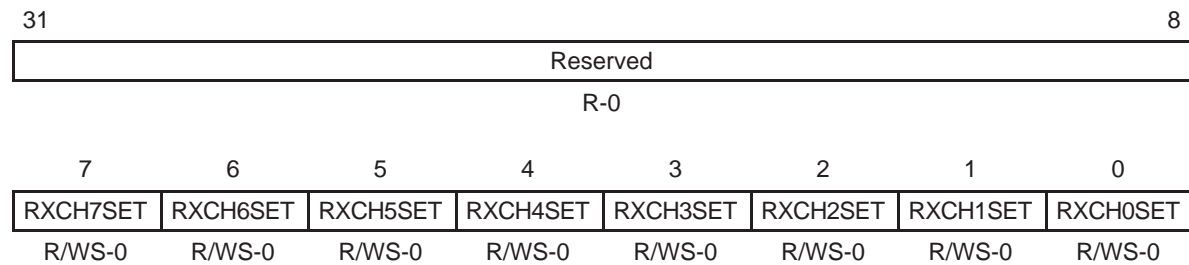 31 8
Reserved
R-0
7 6 5 4 3 2 1 0
RXCH7SET RXCH6SET RXCH5SET RXCH4SET RXCH3SET RXCH2SET RXCH1SET RXCH0SET
R/WS-0 R/WS-0 R/WS-0 R/WS-0 R/WS-0 R/WS-0 R/WS-0 R/WS-0